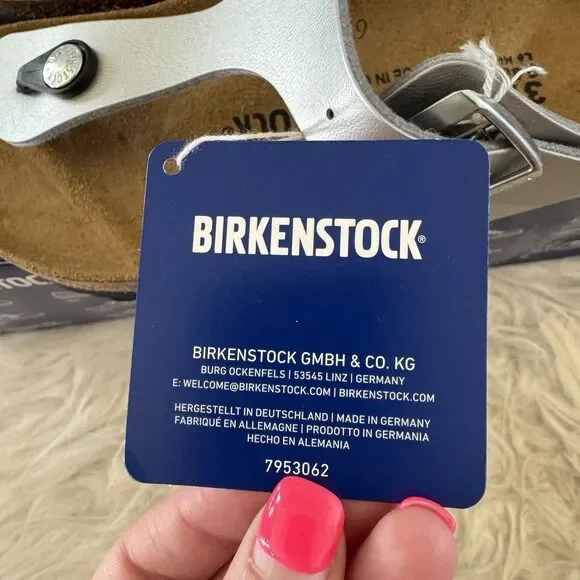 BIRKENSTOCK®
BIRKENSTOCK GMBH & CO. KG
BURG OCKENFELS | 53545 LINZ | GERMANY
E: WELCOME@BIRKENSTOCK.COM | BIRKENSTOCK.COM
HERGESTELLT IN DEUTSCHLAND | MADE IN GERMANY
FABRIQUÉ EN ALLEMAGNE | PRODOTTO IN GERMANIA
HECHO EN ALEMANIA
7953062